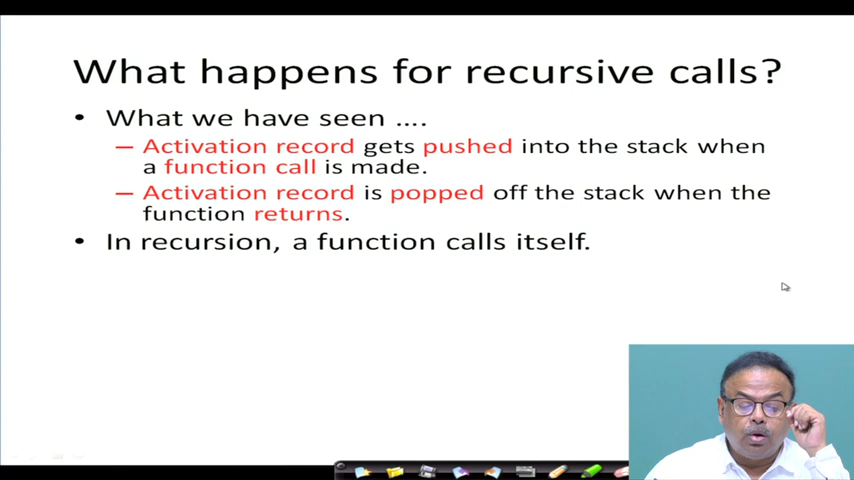 What happens for recursive calls?
• What we have seen ....
– Activation record gets pushed into the stack when
a function call is made.
– Activation record is popped off the stack when the
function returns.
• In recursion, a function calls itself.